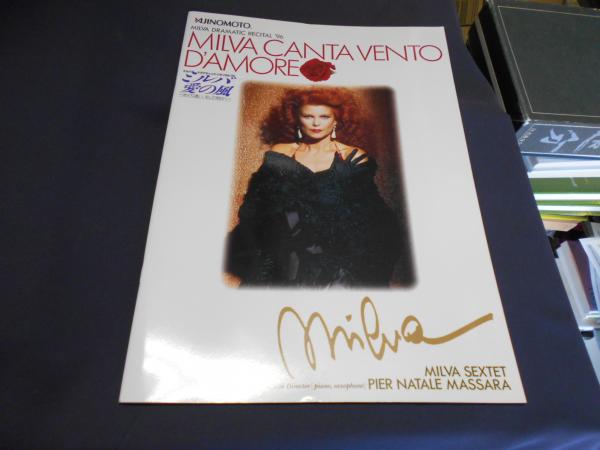 AJINOMOTO
MILVA DRAMATIC RECITAL '96
MILVA CANTA VENTO
D'AMORE
ミルバ
愛の風
Milva
MILVA SEXTET
Director [piano, saxophone] PIER NATALE MASSARA